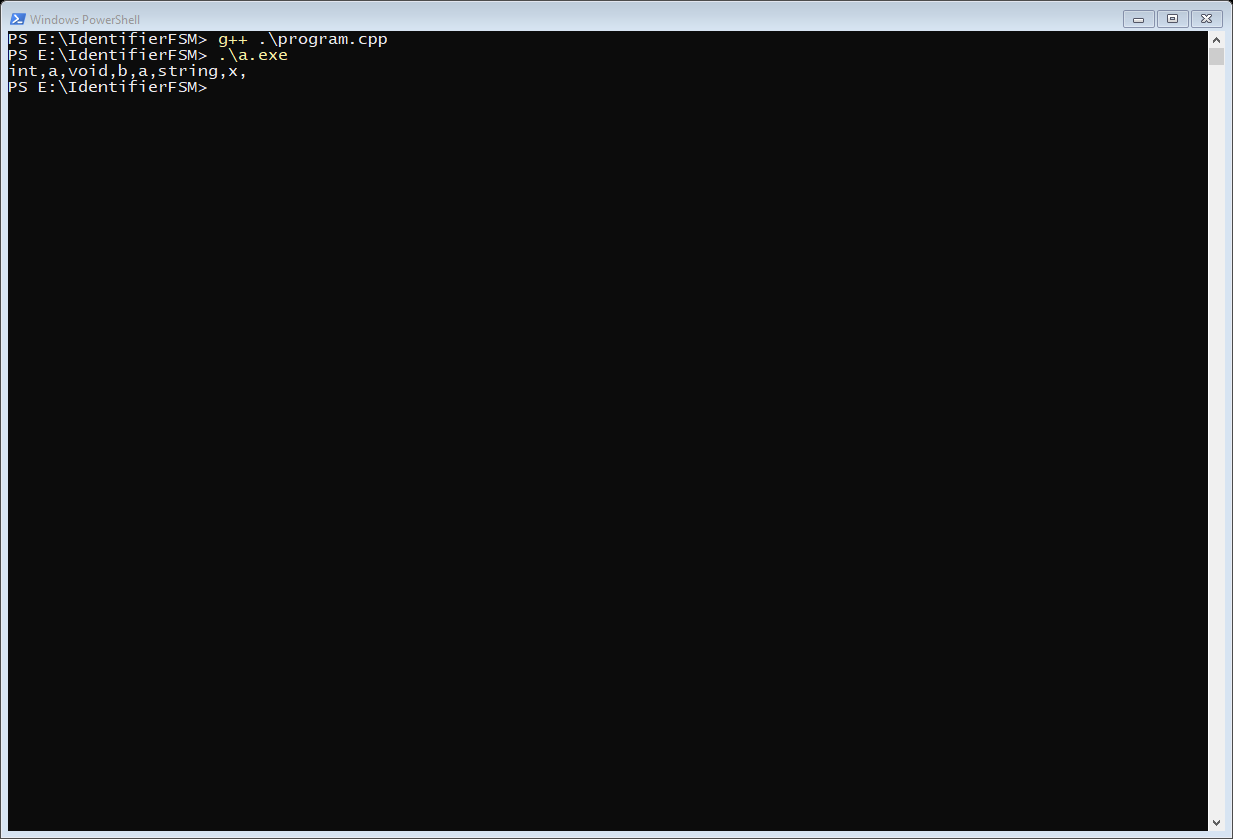 Windows PowerShell
PS E:\IdentifierFSM> g++ .\program.cpp
PS E:\IdentifierFSM> .\a.exe
int,a,void,b,a,string,x,
PS E:\IdentifierFSM>